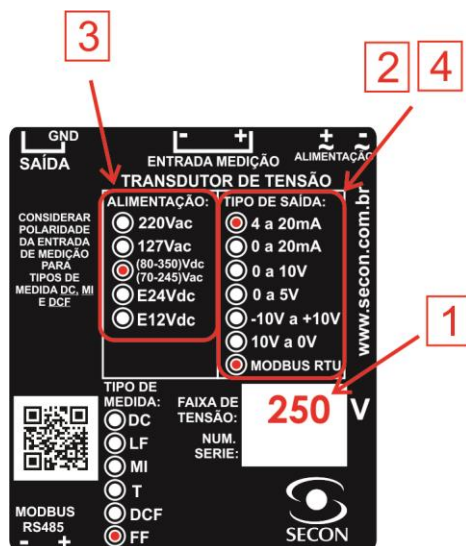 3
2 4
GND
- +
± ~
SAÍDA
ENTRADA MEDIÇÃO
ALIMENTAÇÃO
TRANSDUTOR DE TENSÃO
CONSIDERAR
POLARIDADE
DA ENTRADA
DE MEDIÇÃO
PARA
TIPOS DE
MEDIDA DC, MI
E DCF
ALIMENTAÇÃO:
220Vac
127Vac
(80-350)Vdc
(70-245)Vac
E24Vdc
E12Vdc
TIPO DE SAÍDA:
4 a 20mA
0 a 20mA
0 a 10V
0 a 5V
-10V a +10V
10V a 0V
MODBUS RTU
www.secon.com.br
1
TIPO DE
MEDIDA:
DC
LF
MI
T
DCF
FF
FAIXA DE
TENSÃO:
250 V
NUM.
SERIE:
MODBUS
RS485
- +
SECON